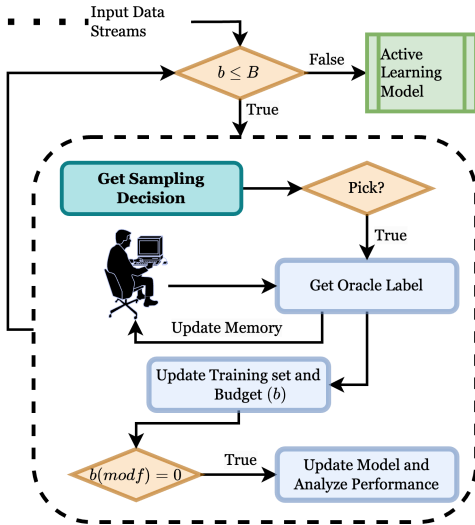 Input Data
Streams
b ≤ B
False
Active
Learning
Model
True
Get Sampling
Decision
Pick?
True
Get Oracle Label
Update Memory
Update Training set and
Budget (b)
b(modf) = 0
True
Update Model and
Analyze Performance